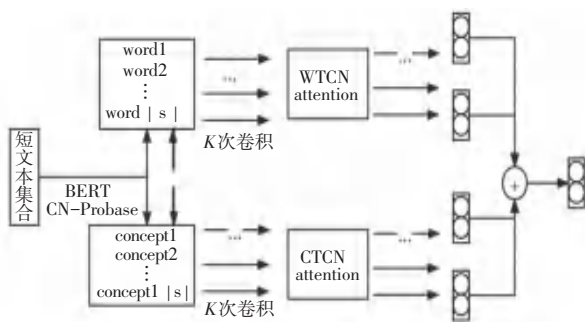 word1
word2
⋮
word | s |
...
K次卷积
WTCN
attention
...
短文本集合
BERT
CN-Probase
+
concept1
concept2
⋮
concept1 |s|
...
K次卷积
CTCN
attention
...